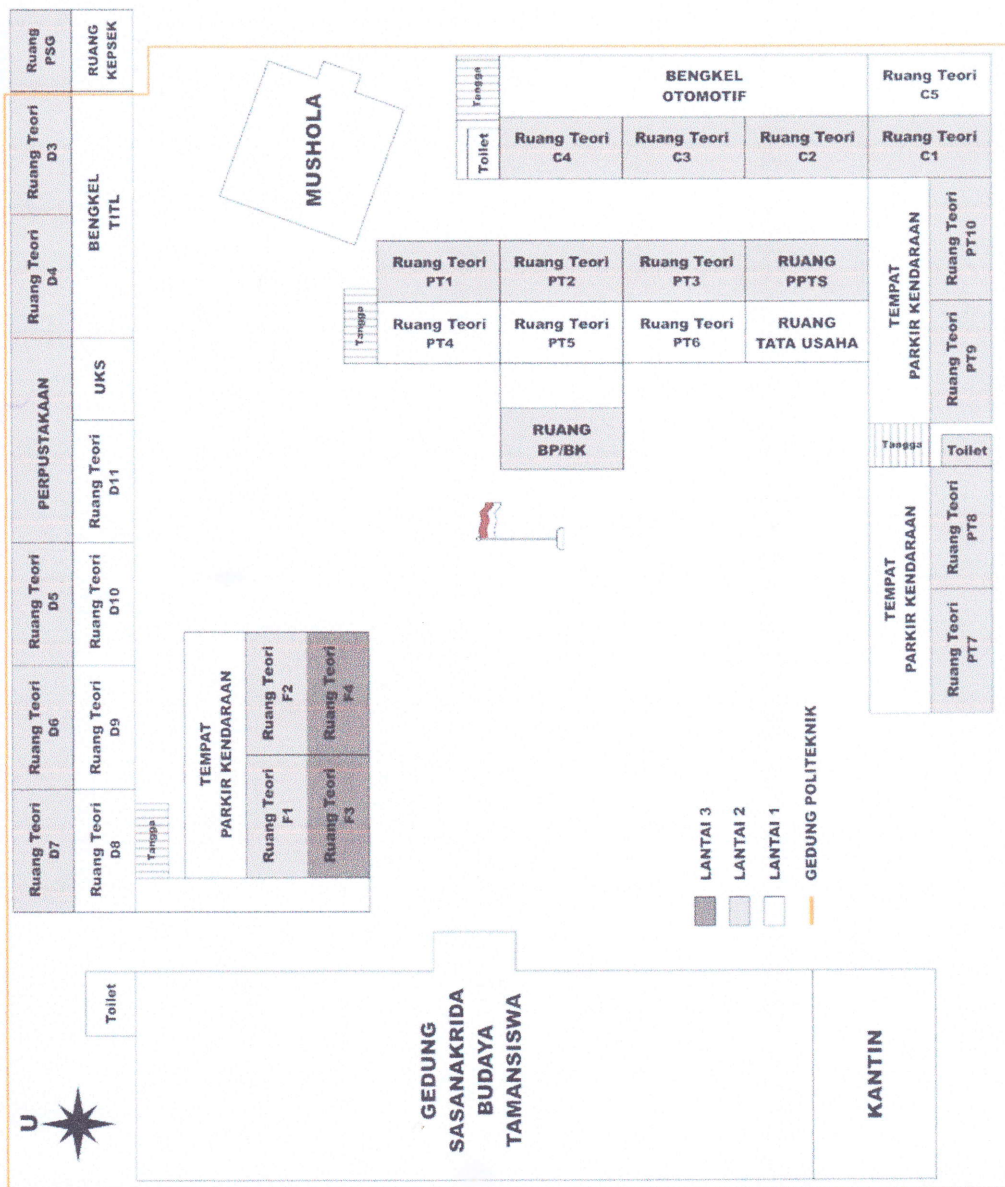 Ruang
PSG
RUANG
KEPSEK
Ruang Teori
D3
Ruang Teori
D4
BENGKEL
TITL
PERPUSTAKAAN
UKS
Ruang Teori
D11
Ruang Teori
D5
Ruang Teori
D10
Ruang Teori
D6
Ruang Teori
D9
Ruang Teori
D7
Ruang Teori
D8
Tangga
MUSHOLA
Tangga
Toilet
BENGKEL
OTOMOTIF
Ruang Teori
C5
Ruang Teori
C4
Ruang Teori
C3
Ruang Teori
C2
Ruang Teori
C1
Tangga
Ruang Teori
PT1
Ruang Teori
PT2
Ruang Teori
PT3
RUANG
PPTS
Ruang Teori
PT4
Ruang Teori
PT5
Ruang Teori
PT6
RUANG
TATA USAHA
RUANG
BP/BK
TEMPAT
PARKIR KENDARAAN
Ruang Teori
PT10
Ruang Teori
PT9
Tangga
Toilet
TEMPAT
PARKIR KENDARAAN
Ruang Teori
PT8
Ruang Teori
PT7
TEMPAT
PARKIR KENDARAAN
Ruang Teori
F2
Ruang Teori
F4
Ruang Teori
F1
Ruang Teori
F3
LANTAI 3
LANTAI 2
LANTAI 1
GEDUNG POLITEKNIK
U
Toilet
GEDUNG
SASANAKRIDA
BUDAYA
TAMANSISWA
KANTIN